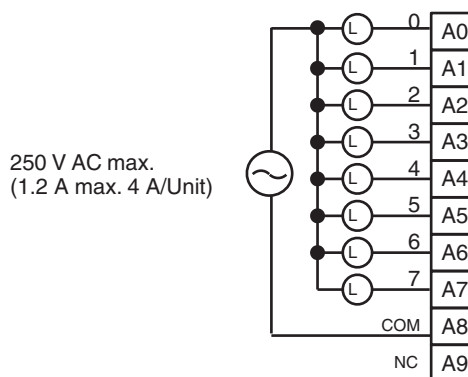 0 A0
L
1 A1
L
2 A2
L
3 A3
L
250 V AC max.
(1.2 A max. 4 A/Unit)
4 A4
L
5 A5
L
6 A6
L
7 A7
L
COM A8
NC A9